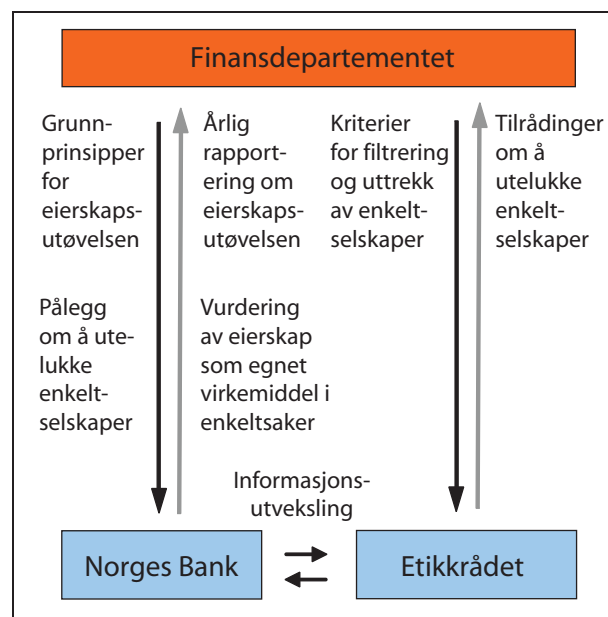 Finansdepartementet
Grunn-
prinsipper
for
eierskaps-
utøvelsen
Årlig
rapport-
ering om
eierskaps-
utøvelsen
Kriterier
for filtrering
og uttrekk
av enkelt-
selskaper
Tilrådinger
om å
utelukke
enkelt-
selskaper
Pålegg
om å ute-
lukke
enkelt-
selskaper
Vurdering
av eierskap
som egnet
virkemiddel i
enkeltsaker
Informasjons-
utveksling
Norges Bank
Etikkrådet